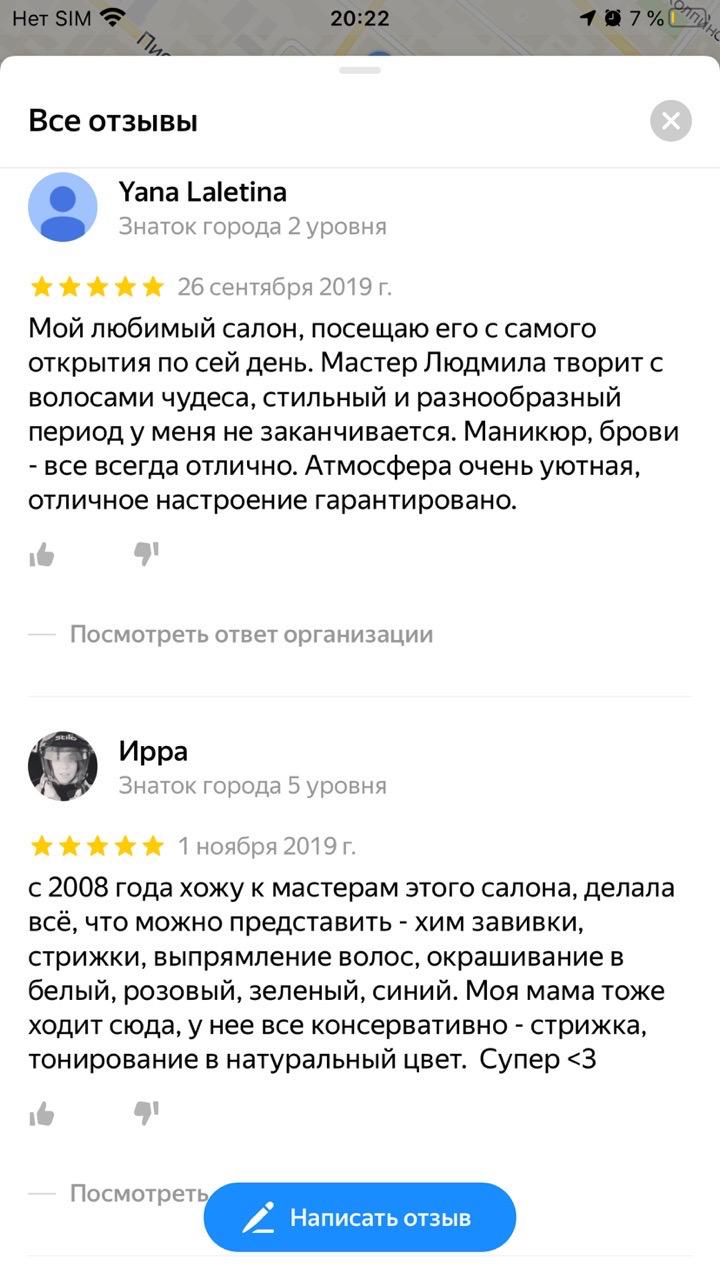 Нет SIM 20:22 7 %
Все отзывы
Yana Laletina
Знаток города 2 уровня
26 сентября 2019 г.
Мой любимый салон, посещаю его с самого
открытия по сей день. Мастер Людмила творит с
волосами чудеса, стильный и разнообразный
период у меня не заканчивается. Маникюр, брови
- все всегда отлично. Атмосфера очень уютная,
отличное настроение гарантировано.
Посмотреть ответ организации
stilo
Ирра
Знаток города 5 уровня
1 ноября 2019 г.
с 2008 года хожу к мастерам этого салона, делала
всё, что можно представить - хим завивки,
стрижки, выпрямление волос, окрашивание в
белый, розовый, зеленый, синий. Моя мама тоже
ходит сюда, у нее все консервативно - стрижка,
тонирование в натуральный цвет.  Супер <3
Посмотреть
Написать отзыв